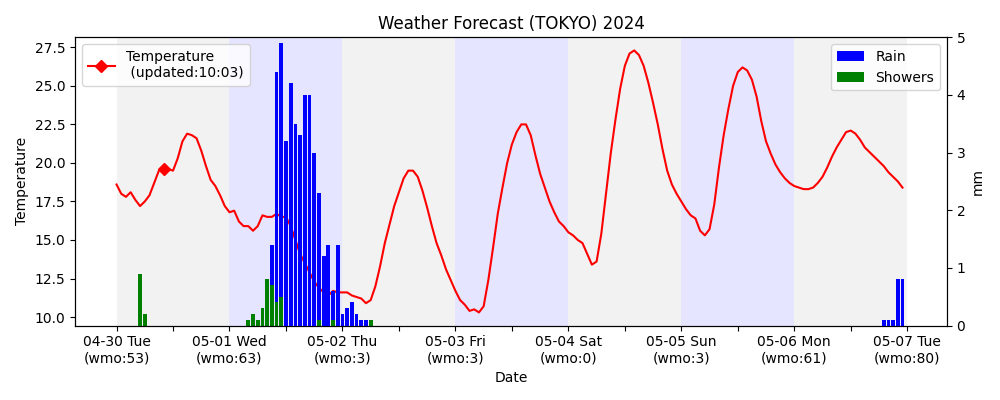 Weather Forecast (TOKYO) 2024
Temperature
(updated:10:03)
Rain
Showers
27.5
25.0
22.5
20.0
17.5
15.0
12.5
10.0
Temperature
5
4
3
2
1
0
mm
04-30 Tue
(wmo:53)
05-01 Wed
(wmo:63)
05-02 Thu
(wmo:3)
05-03 Fri
(wmo:3)
05-04 Sat
(wmo:0)
05-05 Sun
(wmo:3)
05-06 Mon
(wmo:61)
05-07 Tue
(wmo:80)
Date